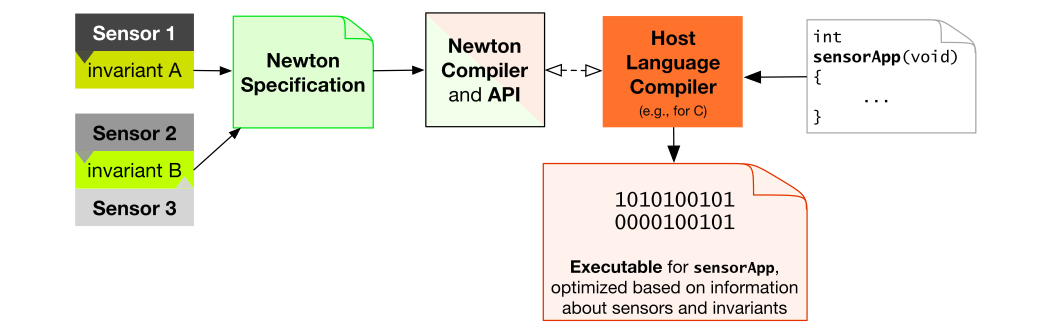 Sensor 1
invariant A
Sensor 2
invariant B
Sensor 3
Newton
Specification
Newton
Compiler
and API
Host
Language
Compiler
(e.g., for C)
int
sensorApp(void)
{
...
}
1010100101
0000100101
Executable for sensorApp,
optimized based on information
about sensors and invariants